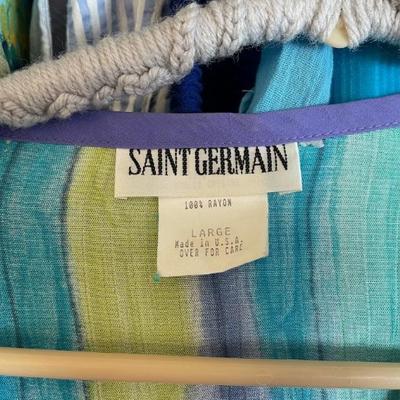 SAINT GERMAIN
100% RAYON
LARGE
Made in U.S.A.
OVER FOR CARE